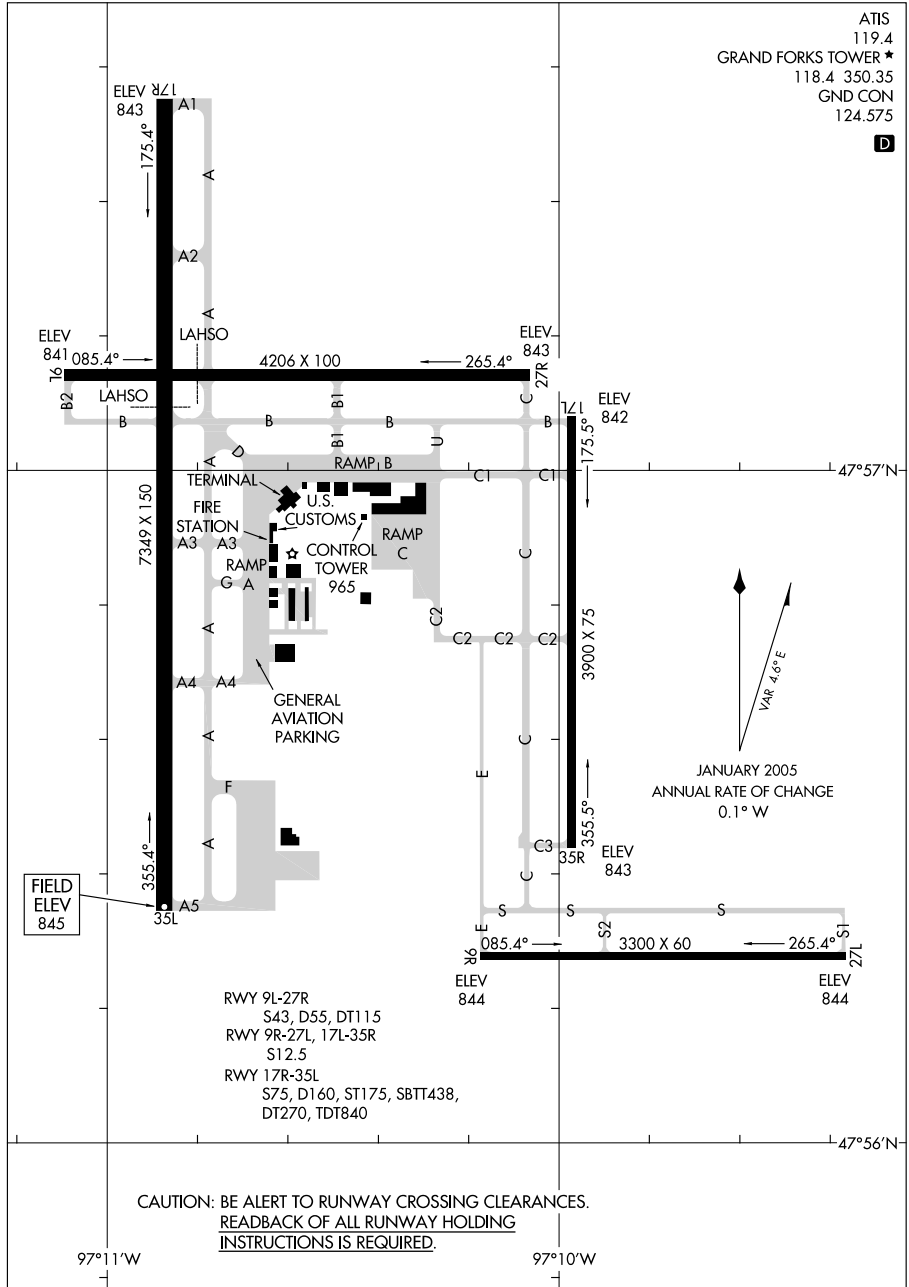 ATIS
119.4
GRAND FORKS TOWER ★
118.4 350.35
GND CON
124.575
D
ELEV
843
17R
A1
175.4°
A
A2
A
LAHSO
ELEV
841
9L
085.4°
4206 X 100
265.4°
27R
ELEV
843
LAHSO
B2
B
B
B1
B
C
B
17L
ELEV
842
D
B1
U
175.5°
A
RAMP B
C1
C1
47°57'N
TERMINAL
U.S.
CUSTOMS
FIRE
STATION
7349 X 150
A3
A3
RAMP
A
G
CONTROL
TOWER
965
RAMP
C
C
A
C2
C2
C2
C2
3900 X 75
A4
A4
GENERAL
AVIATION
PARKING
A
C
E
VAR 4.6° E
JANUARY 2005
ANNUAL RATE OF CHANGE
0.1° W
F
355.4°
A
355.5°
C3
35R
ELEV
843
C
FIELD
ELEV
845
35L
A5
S
S
S
E
S2
S1
9R
085.4°
3300 X 60
265.4°
27L
ELEV
844
ELEV
844
RWY 9L-27R
S43, D55, DT115
RWY 9R-27L, 17L-35R
S12.5
RWY 17R-35L
S75, D160, ST175, SBTT438,
DT270, TDT840
47°56'N
CAUTION: BE ALERT TO RUNWAY CROSSING CLEARANCES.
READBACK OF ALL RUNWAY HOLDING
INSTRUCTIONS IS REQUIRED.
97°11'W
97°10'W